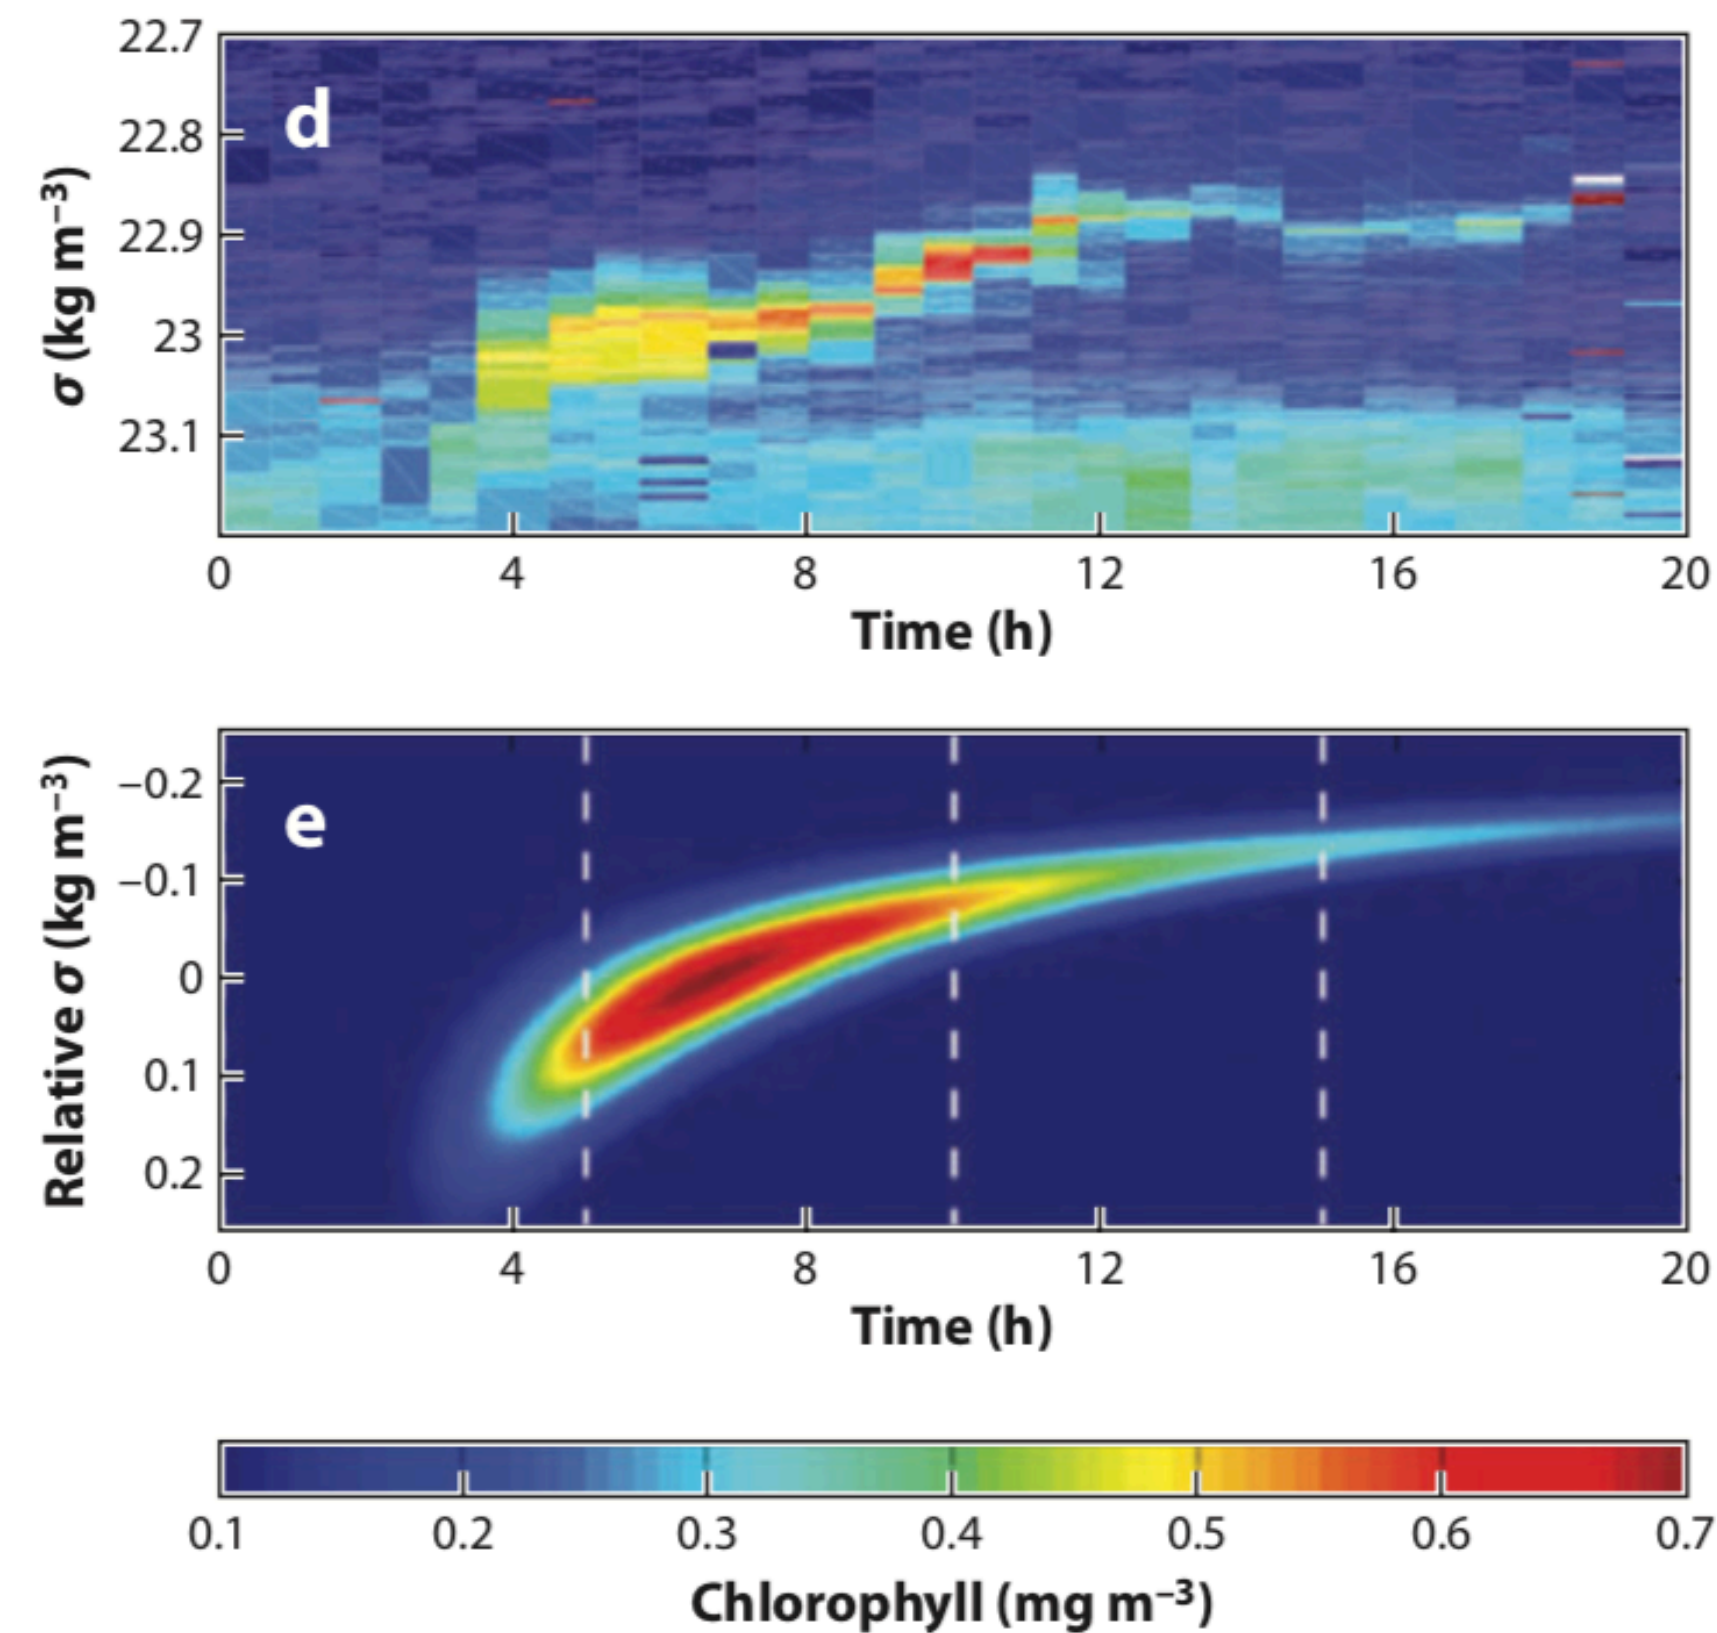 d
22.7
22.8
22.9
23
23.1
σ (kg m⁻³)
0 4 8 12 16 20
Time (h)
e
−0.2
−0.1
0
0.1
0.2
Relative σ (kg m⁻³)
0 4 8 12 16 20
Time (h)
0.1 0.2 0.3 0.4 0.5 0.6 0.7
Chlorophyll (mg m⁻³)